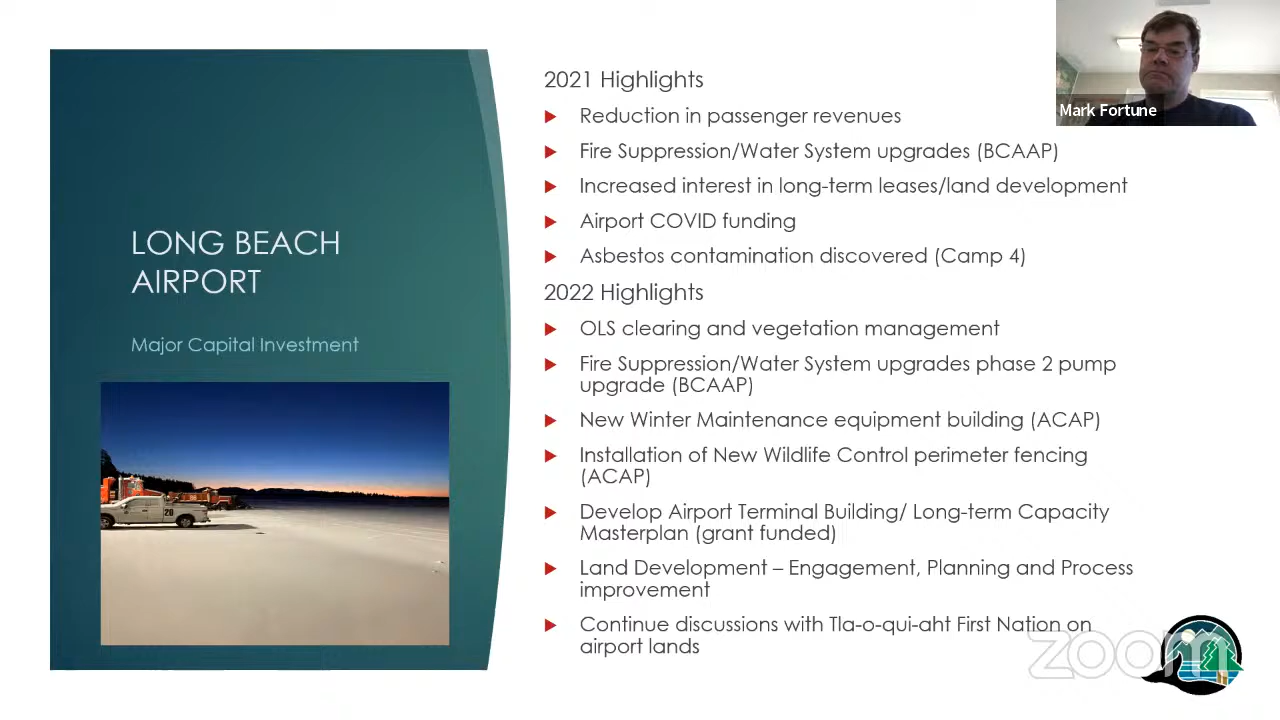 LONG BEACH
AIRPORT
Major Capital Investment
20
2021 Highlights
Reduction in passenger revenues
Fire Suppression/Water System upgrades (BCAAP)
Increased interest in long-term leases/land development
Airport COVID funding
Asbestos contamination discovered (Camp 4)
2022 Highlights
OLS clearing and vegetation management
Fire Suppression/Water System upgrades phase 2 pump
upgrade (BCAAP)
New Winter Maintenance equipment building (ACAP)
Installation of New Wildlife Control perimeter fencing
(ACAP)
Develop Airport Terminal Building/ Long-term Capacity
Masterplan (grant funded)
Land Development – Engagement, Planning and Process
improvement
Continue discussions with Tla-o-qui-aht First Nation on
airport lands
Mark Fortune
zoom